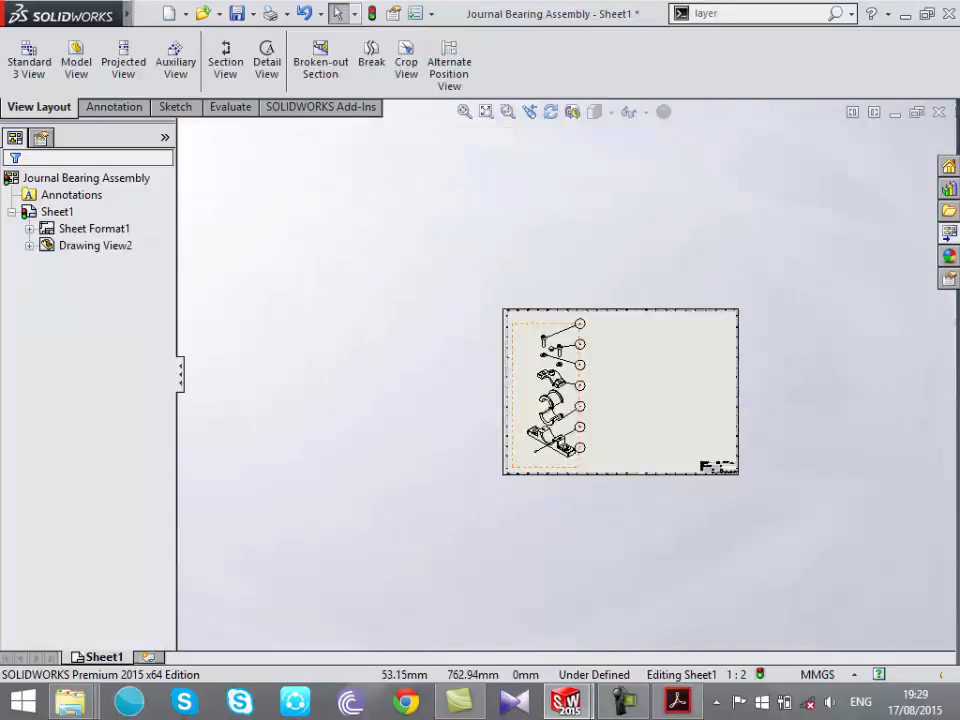 SOLIDWORKS
Journal Bearing Assembly - Sheet1 *
layer
Standard 3 View
Model View
Projected View
Auxiliary View
Section View
Detail View
Broken-out Section
Break
Crop View
Alternate Position View
View Layout
Annotation
Sketch
Evaluate
SOLIDWORKS Add-Ins
Journal Bearing Assembly
A Annotations
Sheet1
Sheet Format1
Drawing View2
Sheet1
SOLIDWORKS Premium 2015 x64 Edition
53.15mm
762.94mm
0mm
Under Defined
Editing Sheet1
1 : 2
MMGS
SW 2015
ENG
19:29
17/08/2015